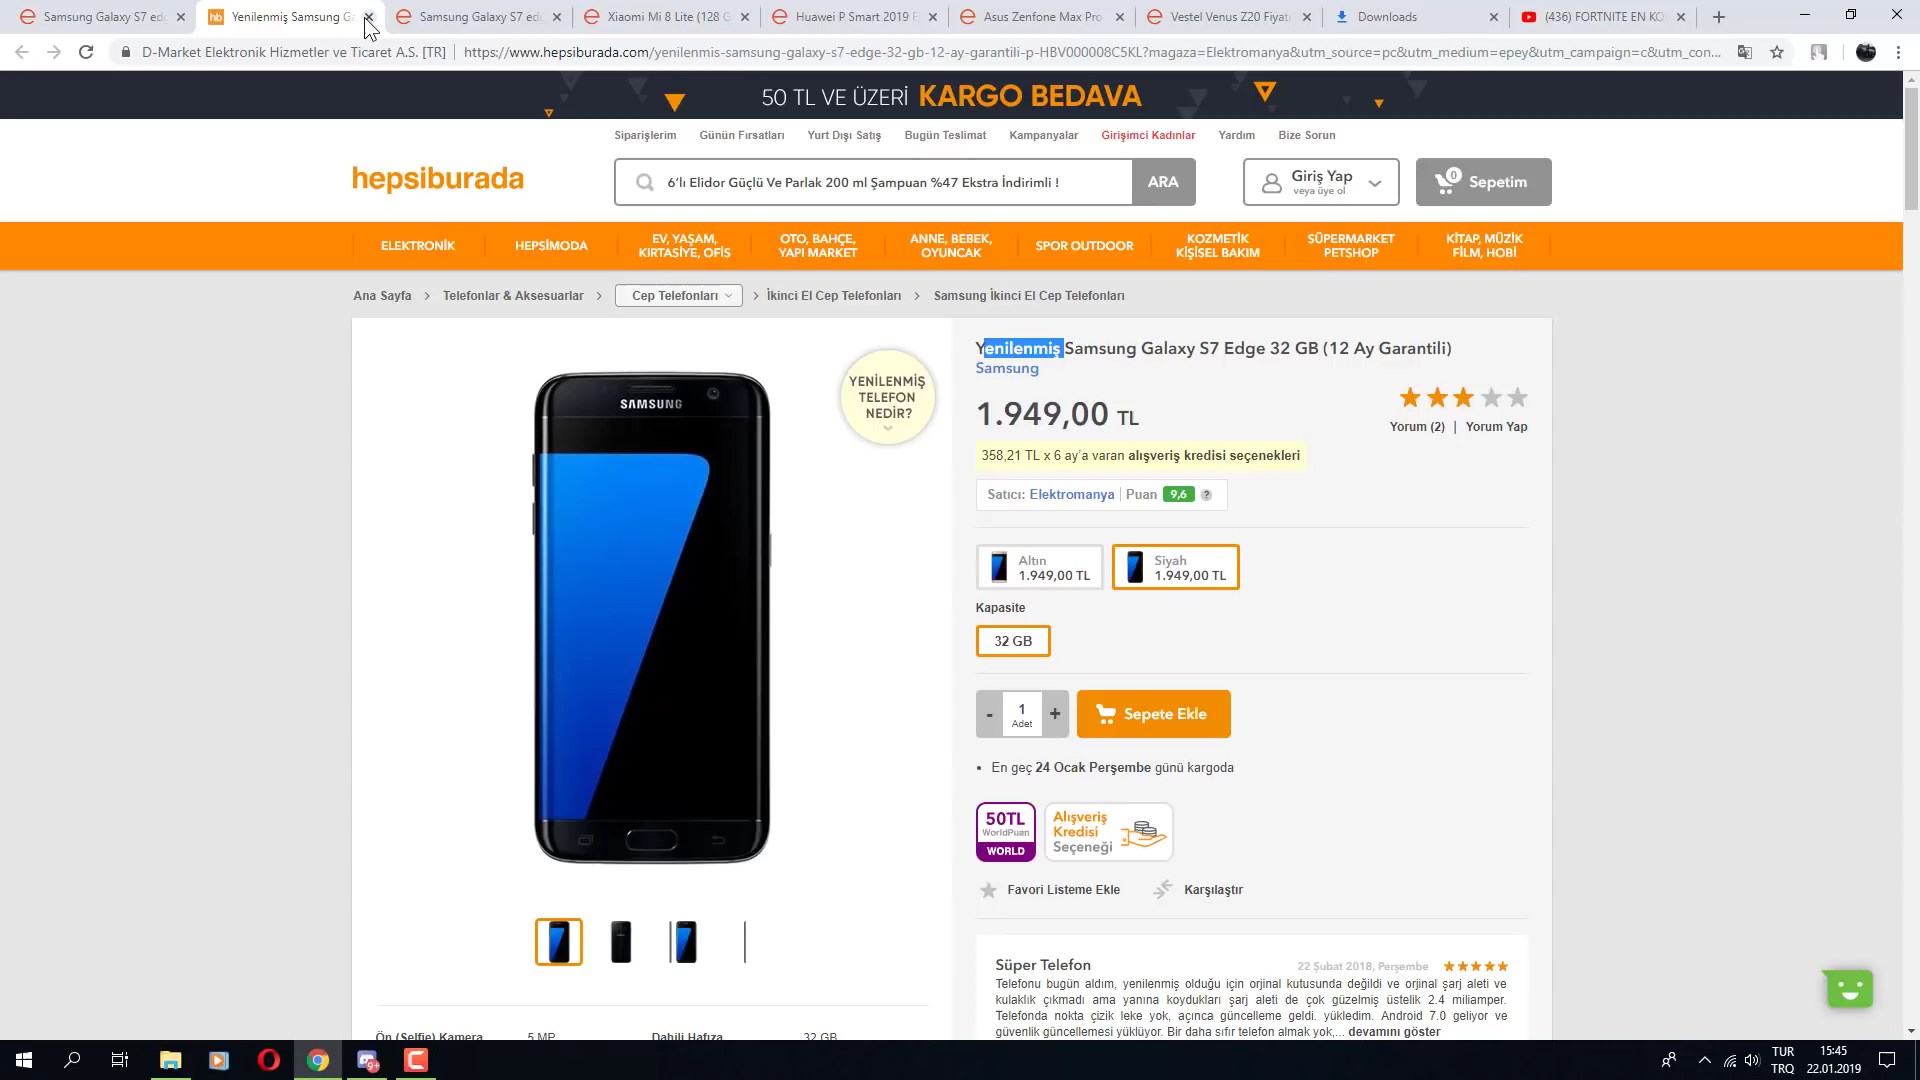 Samsung Galaxy S7 ed
Yenilenmiş Samsung Ga
Samsung Galaxy S7 ed
Xiaomi Mi 8 Lite (128 G
Huawei P Smart 2019 F
Asus Zenfone Max Pro
Vestel Venus Z20 Fiyat
Downloads
(436) FORTNITE EN KO
D-Market Elektronik Hizmetler ve Ticaret A.S. [TR]
https://www.hepsiburada.com/yenilenmis-samsung-galaxy-s7-edge-32-gb-12-ay-garantili-p-HBV000008C5KL?magaza=Elektromanya&utm_source=pc&utm_medium=epey&utm_campaign=c&utm_con...
50 TL VE ÜZERİ KARGO BEDAVA
Siparişlerim
Günün Fırsatları
Yurt Dışı Satış
Bugün Teslimat
Kampanyalar
Girişimci Kadınlar
Yardım
Bize Sorun
hepsiburada
6'lı Elidor Güçlü Ve Parlak 200 ml Şampuan %47 Ekstra İndirimli !
ARA
Giriş Yap
veya üye ol
0
Sepetim
ELEKTRONİK
HEPSİMODA
EV, YAŞAM,
KIRTASİYE, OFİS
OTO, BAHÇE,
YAPI MARKET
ANNE, BEBEK,
OYUNCAK
SPOR OUTDOOR
KOZMETİK
KİŞİSEL BAKIM
SÜPERMARKET
PETSHOP
KİTAP, MÜZİK
FİLM, HOBİ
Ana Sayfa
Telefonlar & Aksesuarlar
Cep Telefonları
İkinci El Cep Telefonları
Samsung İkinci El Cep Telefonları
YENİLENMİŞ
TELEFON
NEDİR?
SAMSUNG
Yenilenmiş Samsung Galaxy S7 Edge 32 GB (12 Ay Garantili)
Samsung
1.949,00 TL
Yorum (2) | Yorum Yap
358,21 TL x 6 ay'a varan alışveriş kredisi seçenekleri
Satıcı: Elektromanya | Puan 9,6 ?
Altın
1.949,00 TL
Siyah
1.949,00 TL
Kapasite
32 GB
- 1 +
Adet
Sepete Ekle
• En geç 24 Ocak Perşembe günü kargoda
50TL
WorldPuan
WORLD
Alışveriş
Kredisi
Seçeneği
Favori Listeme Ekle
Karşılaştır
Süper Telefon
22 Şubat 2018, Perşembe
Telefonu bugün aldım, yenilenmiş olduğu için orjinal kutusunda değildi ve orjinal şarj aleti ve
kulaklık çıkmadı ama yanına koydukları şarj aleti de çok güzelmiş üstelik 2.4 miliamper.
Telefonda nokta çizik leke yok, açınca güncelleme geldi. yükledim. Android 7.0 geliyor ve
güvenlik güncellemesi yüklüyor. Bir daha sıfır telefon almak yok,... devamını göster
Ön (Selfie) Kamera
5 MP
Dahili Hafıza
32 GB
9+
TUR
TRQ
15:45
22.01.2019